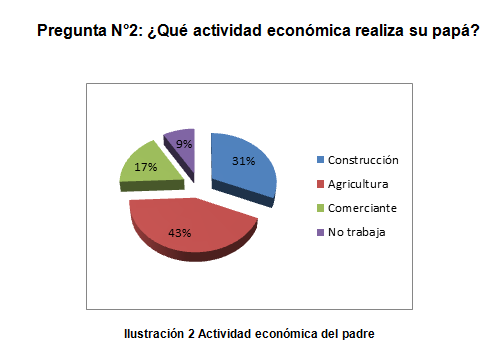 Pregunta N°2: ¿Qué actividad económica realiza su papá?
9%
31%
17%
43%
Construcción
Agricultura
Comerciante
No trabaja
Ilustración 2 Actividad económica del padre